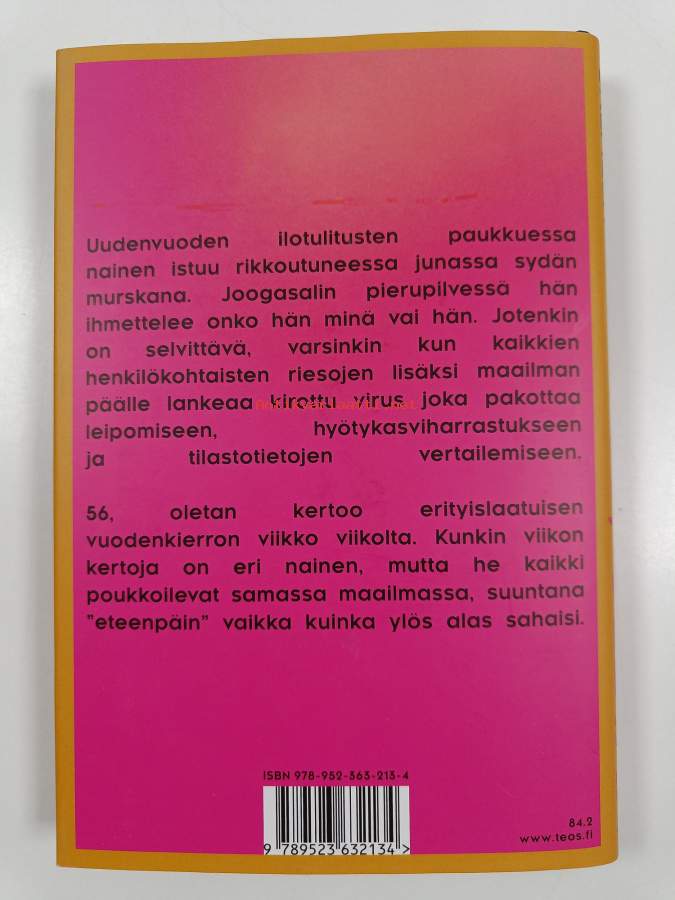 Uudenvuoden ilotulitusten paukkuessa
nainen istuu rikkoutuneessa junassa sydän
murskana. Joogasalin pierupilvessä hän
ihmettelee onko hän minä vai hän. Jotenkin
on selvittävä, varsinkin kun kaikkien
henkilökohtaisten riesojen lisäksi maailman
päälle lankeaa kirottu virus joka pakottaa
leipomiseen, hyötykasviharrastukseen
ja tilastotietojen vertailemiseen.
56, oletan kertoo erityislaatuisen
vuodenkierron viikko viikolta. Kunkin viikon
kertoja on eri nainen, mutta he kaikki
poukkoilevat samassa maailmassa, suuntana
"eteenpäin" vaikka kuinka ylös alas sahaisi.
ISBN 978-952-363-213-4
9 789523 632134 >
84.2
www.teos.fi